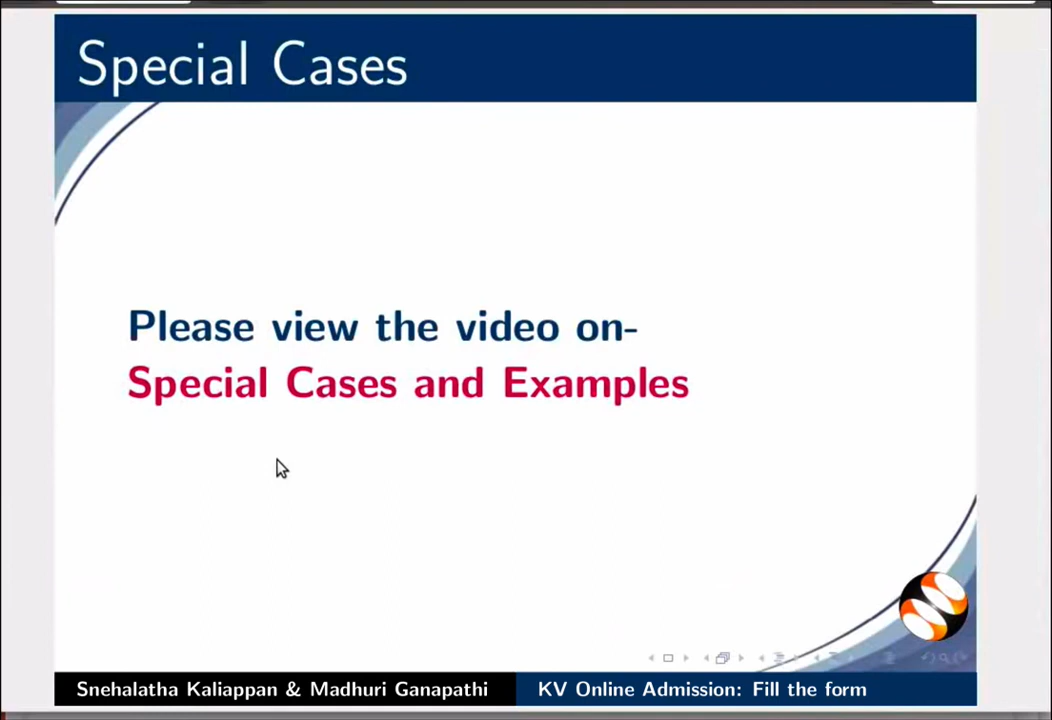 Special Cases
Please view the video on-
Special Cases and Examples
Snehalatha Kaliappan & Madhuri Ganapathi
KV Online Admission: Fill the form